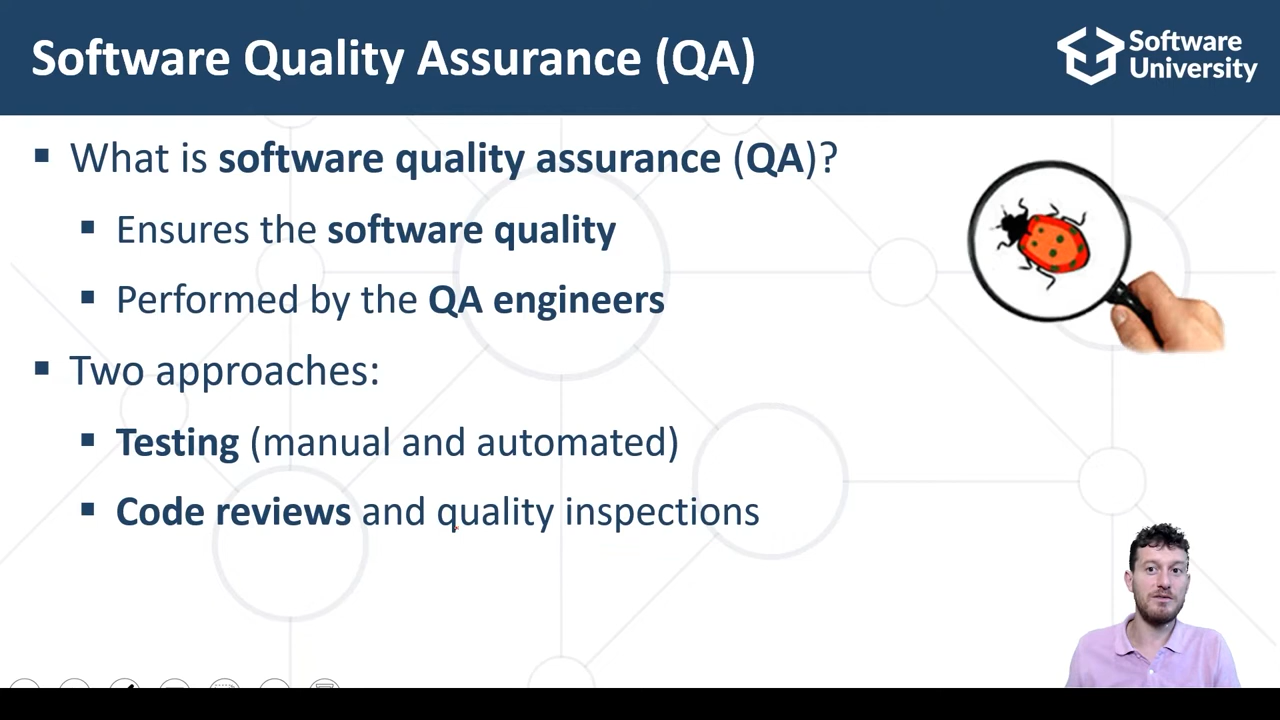 Software Quality Assurance (QA)
Software
University
▪ What is software quality assurance (QA)?
▪ Ensures the software quality
▪ Performed by the QA engineers
▪ Two approaches:
▪ Testing (manual and automated)
▪ Code reviews and quality inspections